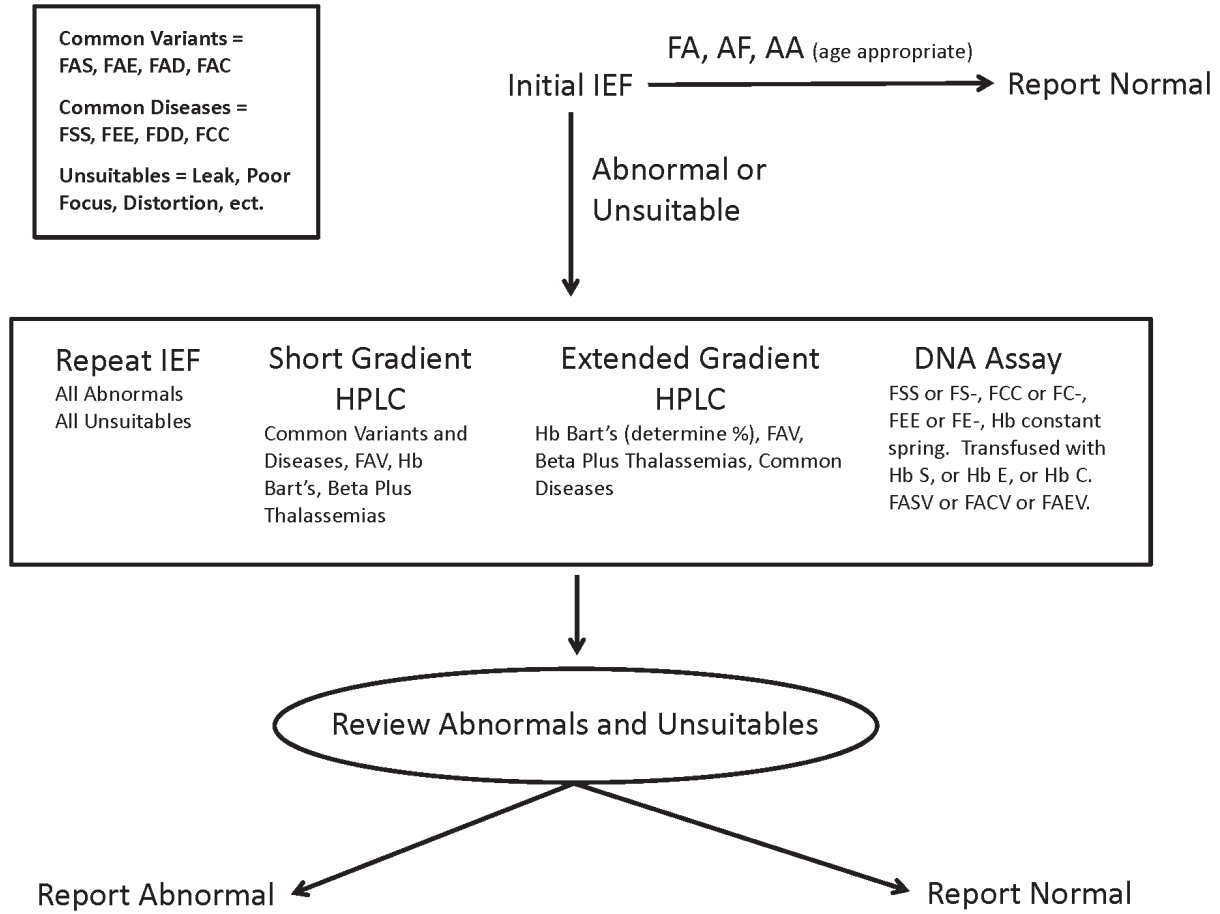 Common Variants =
FAS, FAE, FAD, FAC
Common Diseases =
FSS, FEE, FDD, FCC
Unsuitables = Leak, Poor
Focus, Distortion, ect.
FA, AF, AA (age appropriate)
Initial IEF
Report Normal
Abnormal or
Unsuitable
Repeat IEF
All Abnormals
All Unsuitables
Short Gradient
HPLC
Common Variants and
Diseases, FAV, Hb
Bart's, Beta Plus
Thalassemias
Extended Gradient
HPLC
Hb Bart's (determine %), FAV,
Beta Plus Thalassemias, Common
Diseases
DNA Assay
FSS or FS-, FCC or FC-,
FEE or FE-, Hb constant
spring.  Transfused with
Hb S, or Hb E, or Hb C.
FASV or FACV or FAEV.
Review Abnormals and Unsuitables
Report Abnormal
Report Normal